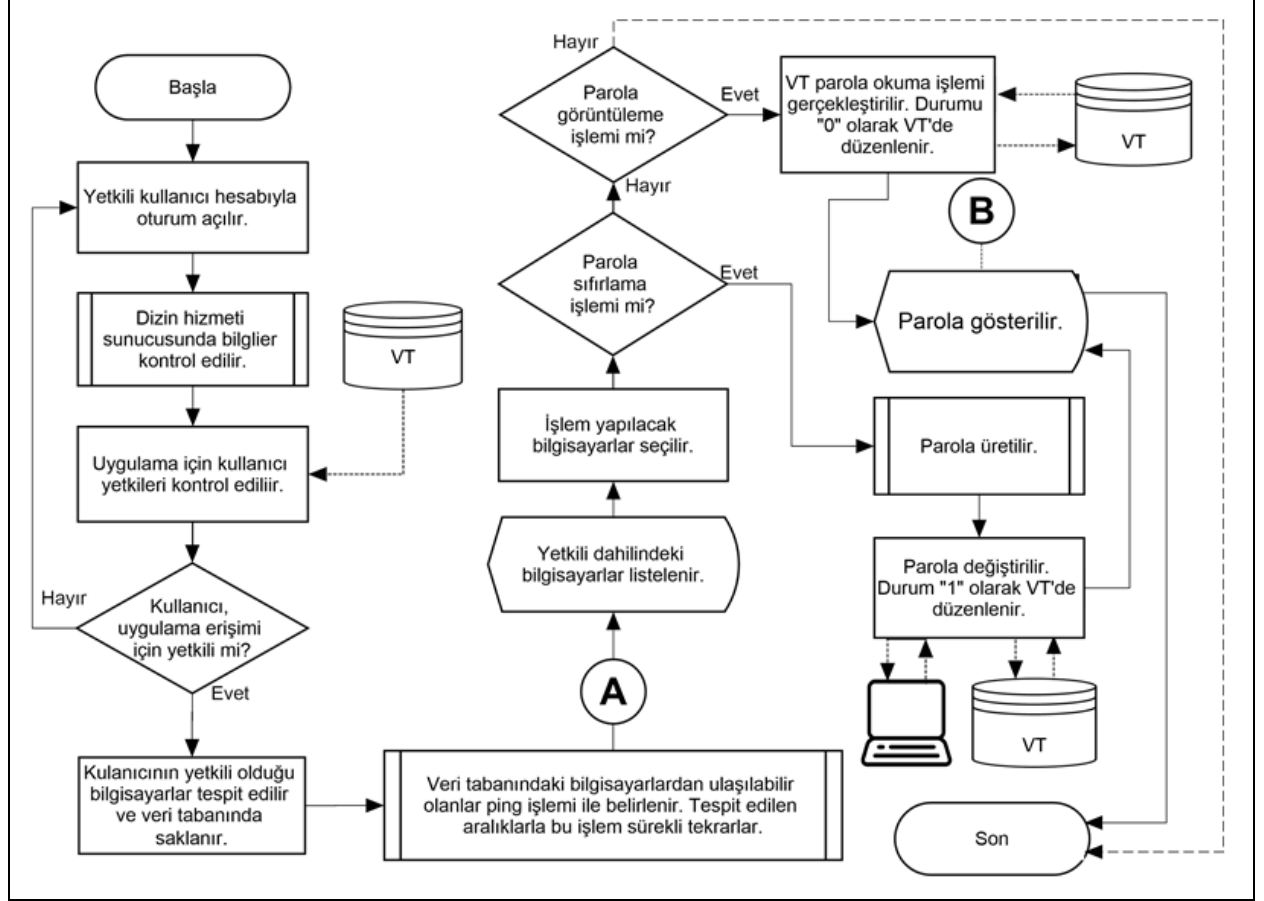 Başla
Yetkili kullanıcı hesabıyla
oturum açılır.
Dizin hizmeti
sunucusunda bilglier
kontrol edilir.
VT
Uygulama için kullanıcı
yetkileri kontrol ediliir.
Hayır
Kullanıcı,
uygulama erişimi
için yetkili mi?
Evet
Kulanıcının yetkili olduğu
bilgisayarlar tespit edilir
ve veri tabanında
saklanır.
Veri tabanındaki bilgisayarlardan ulaşılabilir
olanlar ping işlemi ile belirlenir. Tespit edilen
aralıklarla bu işlem sürekli tekrarlar.
A
Yetkili dahilindeki
bilgisayarlar listelenir.
İşlem yapılacak
bilgisayarlar seçilir.
Parola
sıfırlama
işlemi mi?
Evet
Hayır
Parola
görüntüleme
işlemi mi?
Hayır
Evet
VT parola okuma işlemi
gerçekleştirilir. Durumu
"0" olarak VT'de
düzenlenir.
VT
B
Parola gösterilir.
Parola üretilir.
Parola değiştirilir.
Durum "1" olarak VT'de
düzenlenir.
VT
Son